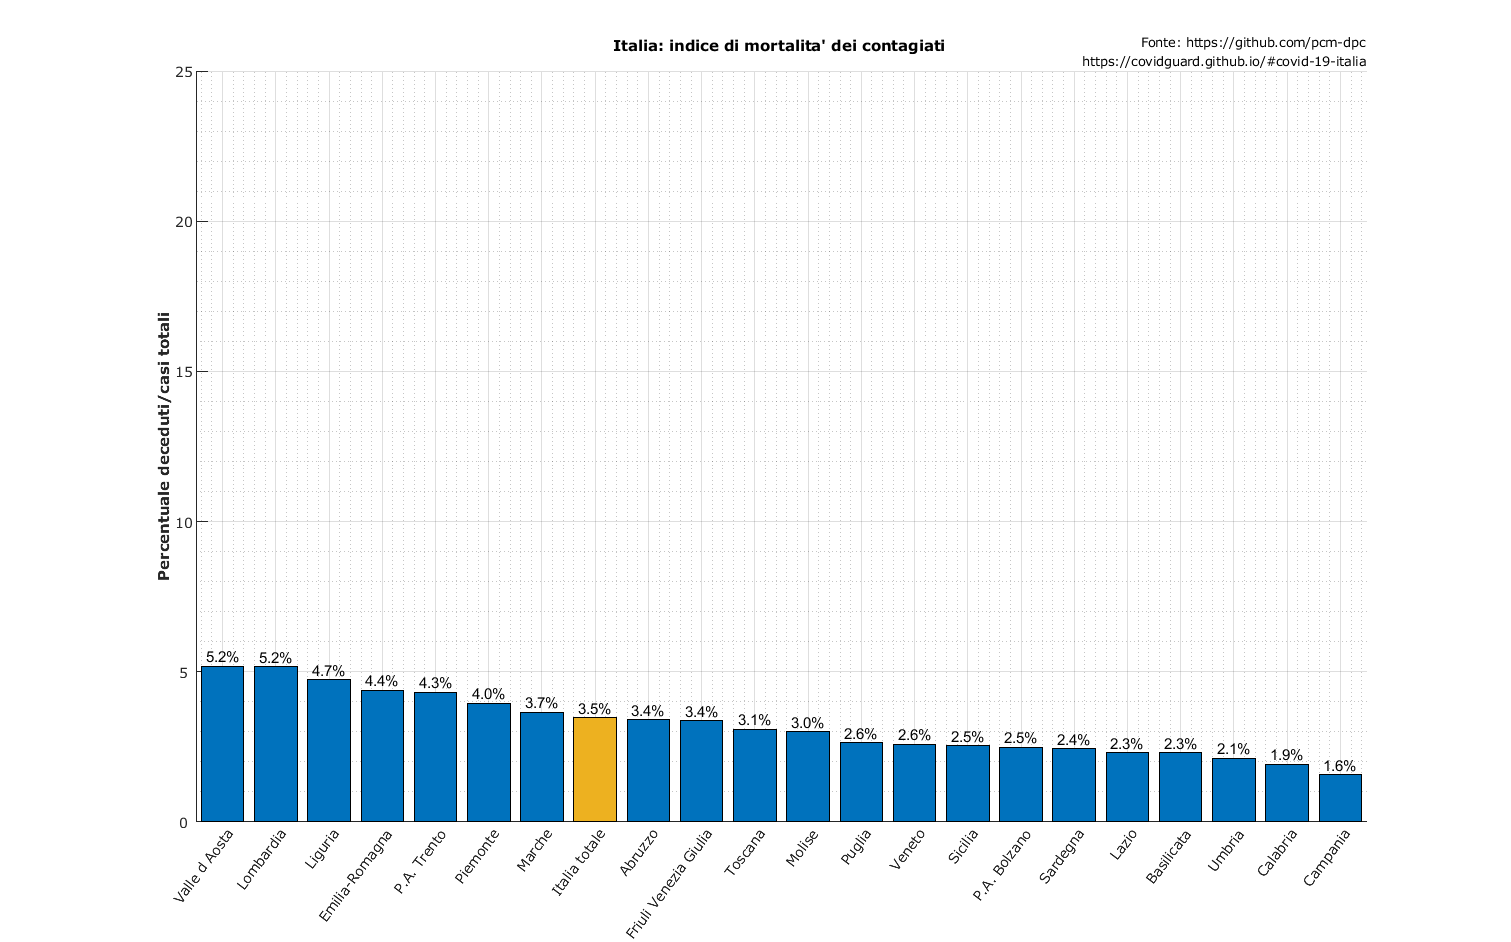 Italia: indice di mortalita' dei contagiati
Fonte: https://github.com/pcm-dpc
https://covidguard.github.io/#covid-19-italia
Percentuale deceduti/casi totali
25
20
15
10
5
0
5.2%
5.2%
4.7%
4.4%
4.3%
4.0%
3.7%
3.5%
3.4%
3.4%
3.1%
3.0%
2.6%
2.6%
2.5%
2.5%
2.4%
2.3%
2.3%
2.1%
1.9%
1.6%
Valle d Aosta
Lombardia
Liguria
Emilia-Romagna
P.A. Trento
Piemonte
Marche
Italia totale
Abruzzo
Friuli Venezia Giulia
Toscana
Molise
Puglia
Veneto
Sicilia
P.A. Bolzano
Sardegna
Lazio
Basilicata
Umbria
Calabria
Campania